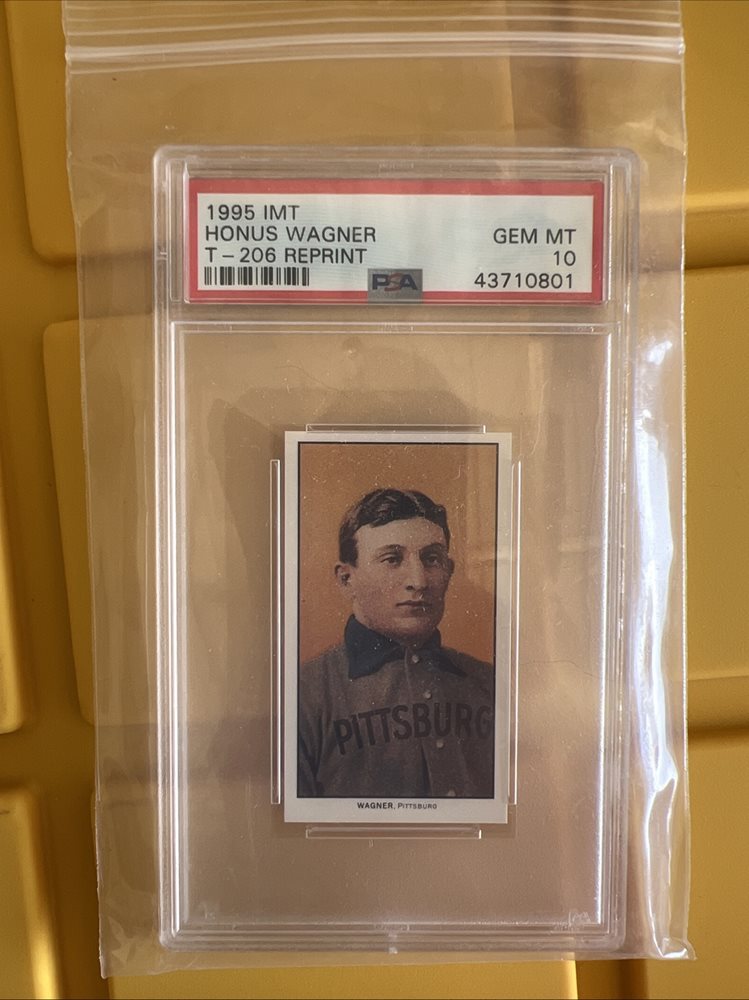 1995 IMT
HONUS WAGNER
GEM MT
T-206 REPRINT
10
PSA
43710801
PITTSBURG
WAGNER, PITTSBURG